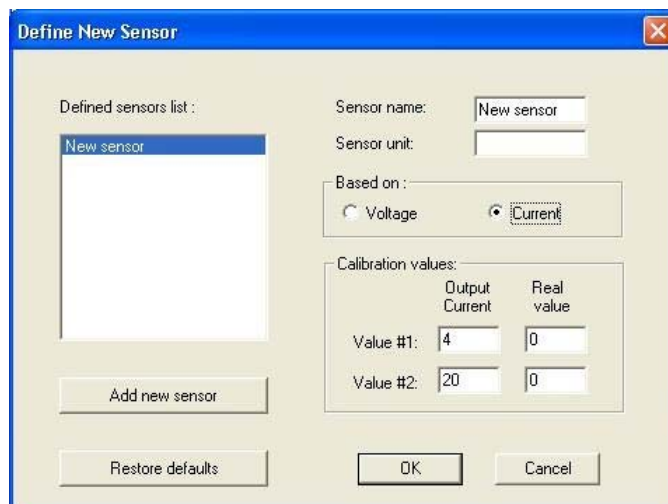 Define New Sensor
Defined sensors list :
New sensor
Add new sensor
Restore defaults
Sensor name: New sensor
Sensor unit:
Based on :
Voltage Current
Calibration values:
Output Current Real value
Value #1: 4 0
Value #2: 20 0
OK Cancel